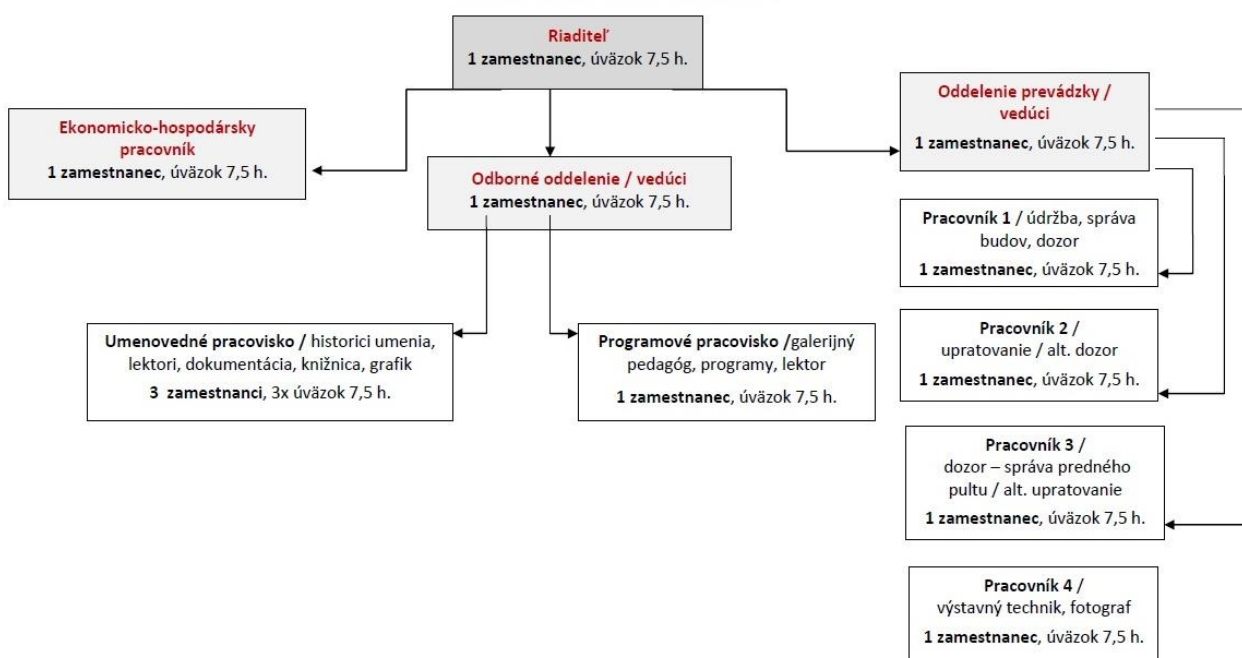 Riaditeľ
1 zamestnanec, úväzok 7,5 h.
Ekonomicko-hospodársky
pracovník
1 zamestnanec, úväzok 7,5 h.
Odborné oddelenie / vedúci
1 zamestnanec, úväzok 7,5 h.
Oddelenie prevádzky /
vedúci
1 zamestnanec, úväzok 7,5 h.
Umenovedné pracovisko / historici umenia,
lektori, dokumentácia, knižnica, grafik
3 zamestnanci, 3x úväzok 7,5 h.
Programové pracovisko /galerijný
pedagóg, programy, lektor
1 zamestnanec, úväzok 7,5 h.
Pracovník 1 / údržba, správa
budov, dozor
1 zamestnanec, úväzok 7,5 h.
Pracovník 2 /
upratovanie / alt. dozor
1 zamestnanec, úväzok 7,5 h.
Pracovník 3 /
dozor – správa predného
pultu / alt. upratovanie
1 zamestnanec, úväzok 7,5 h.
Pracovník 4 /
výstavný technik, fotograf
1 zamestnanec, úväzok 7,5 h.